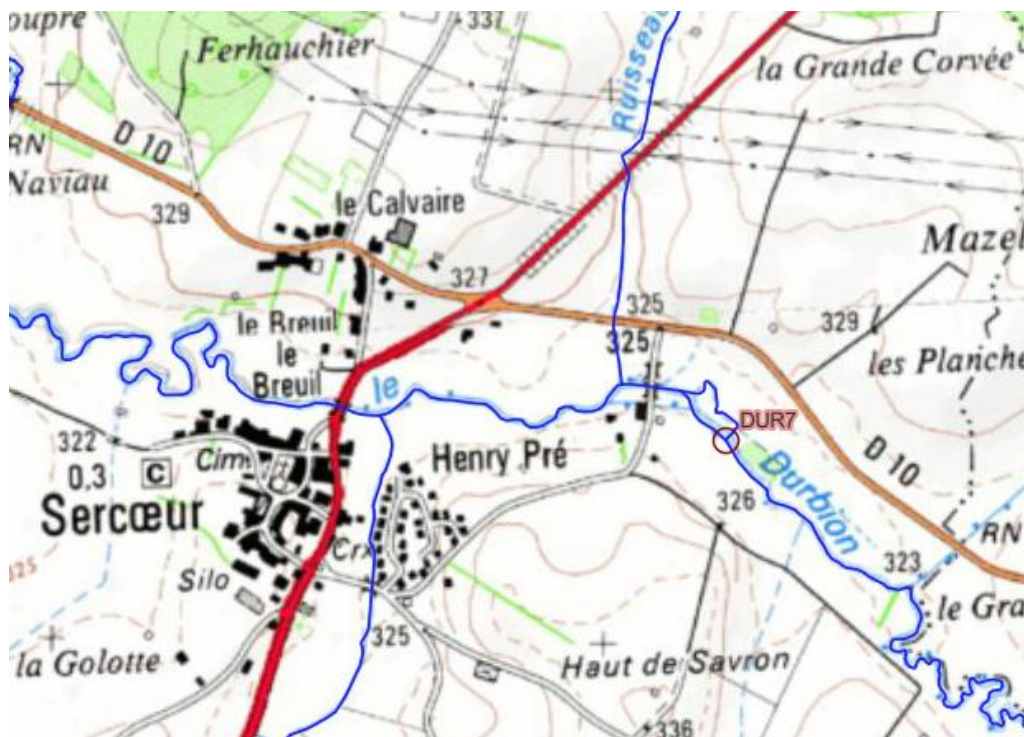 oupre
337
Ferhauchier
Ruisseau
la Grande Corvée
D 10
RN
Naviau
329
le Calvaire
327
325
325
Mazel
329
le Breuil
le
Breuil
le
les Planche
DUR7
322
0,3
C
Cim
Henry Pré
Durbion
D 10
Sercœur
326
RN
325
Crx
Silo
323
le Gra
325
la Golotte
Haut de Savron
336